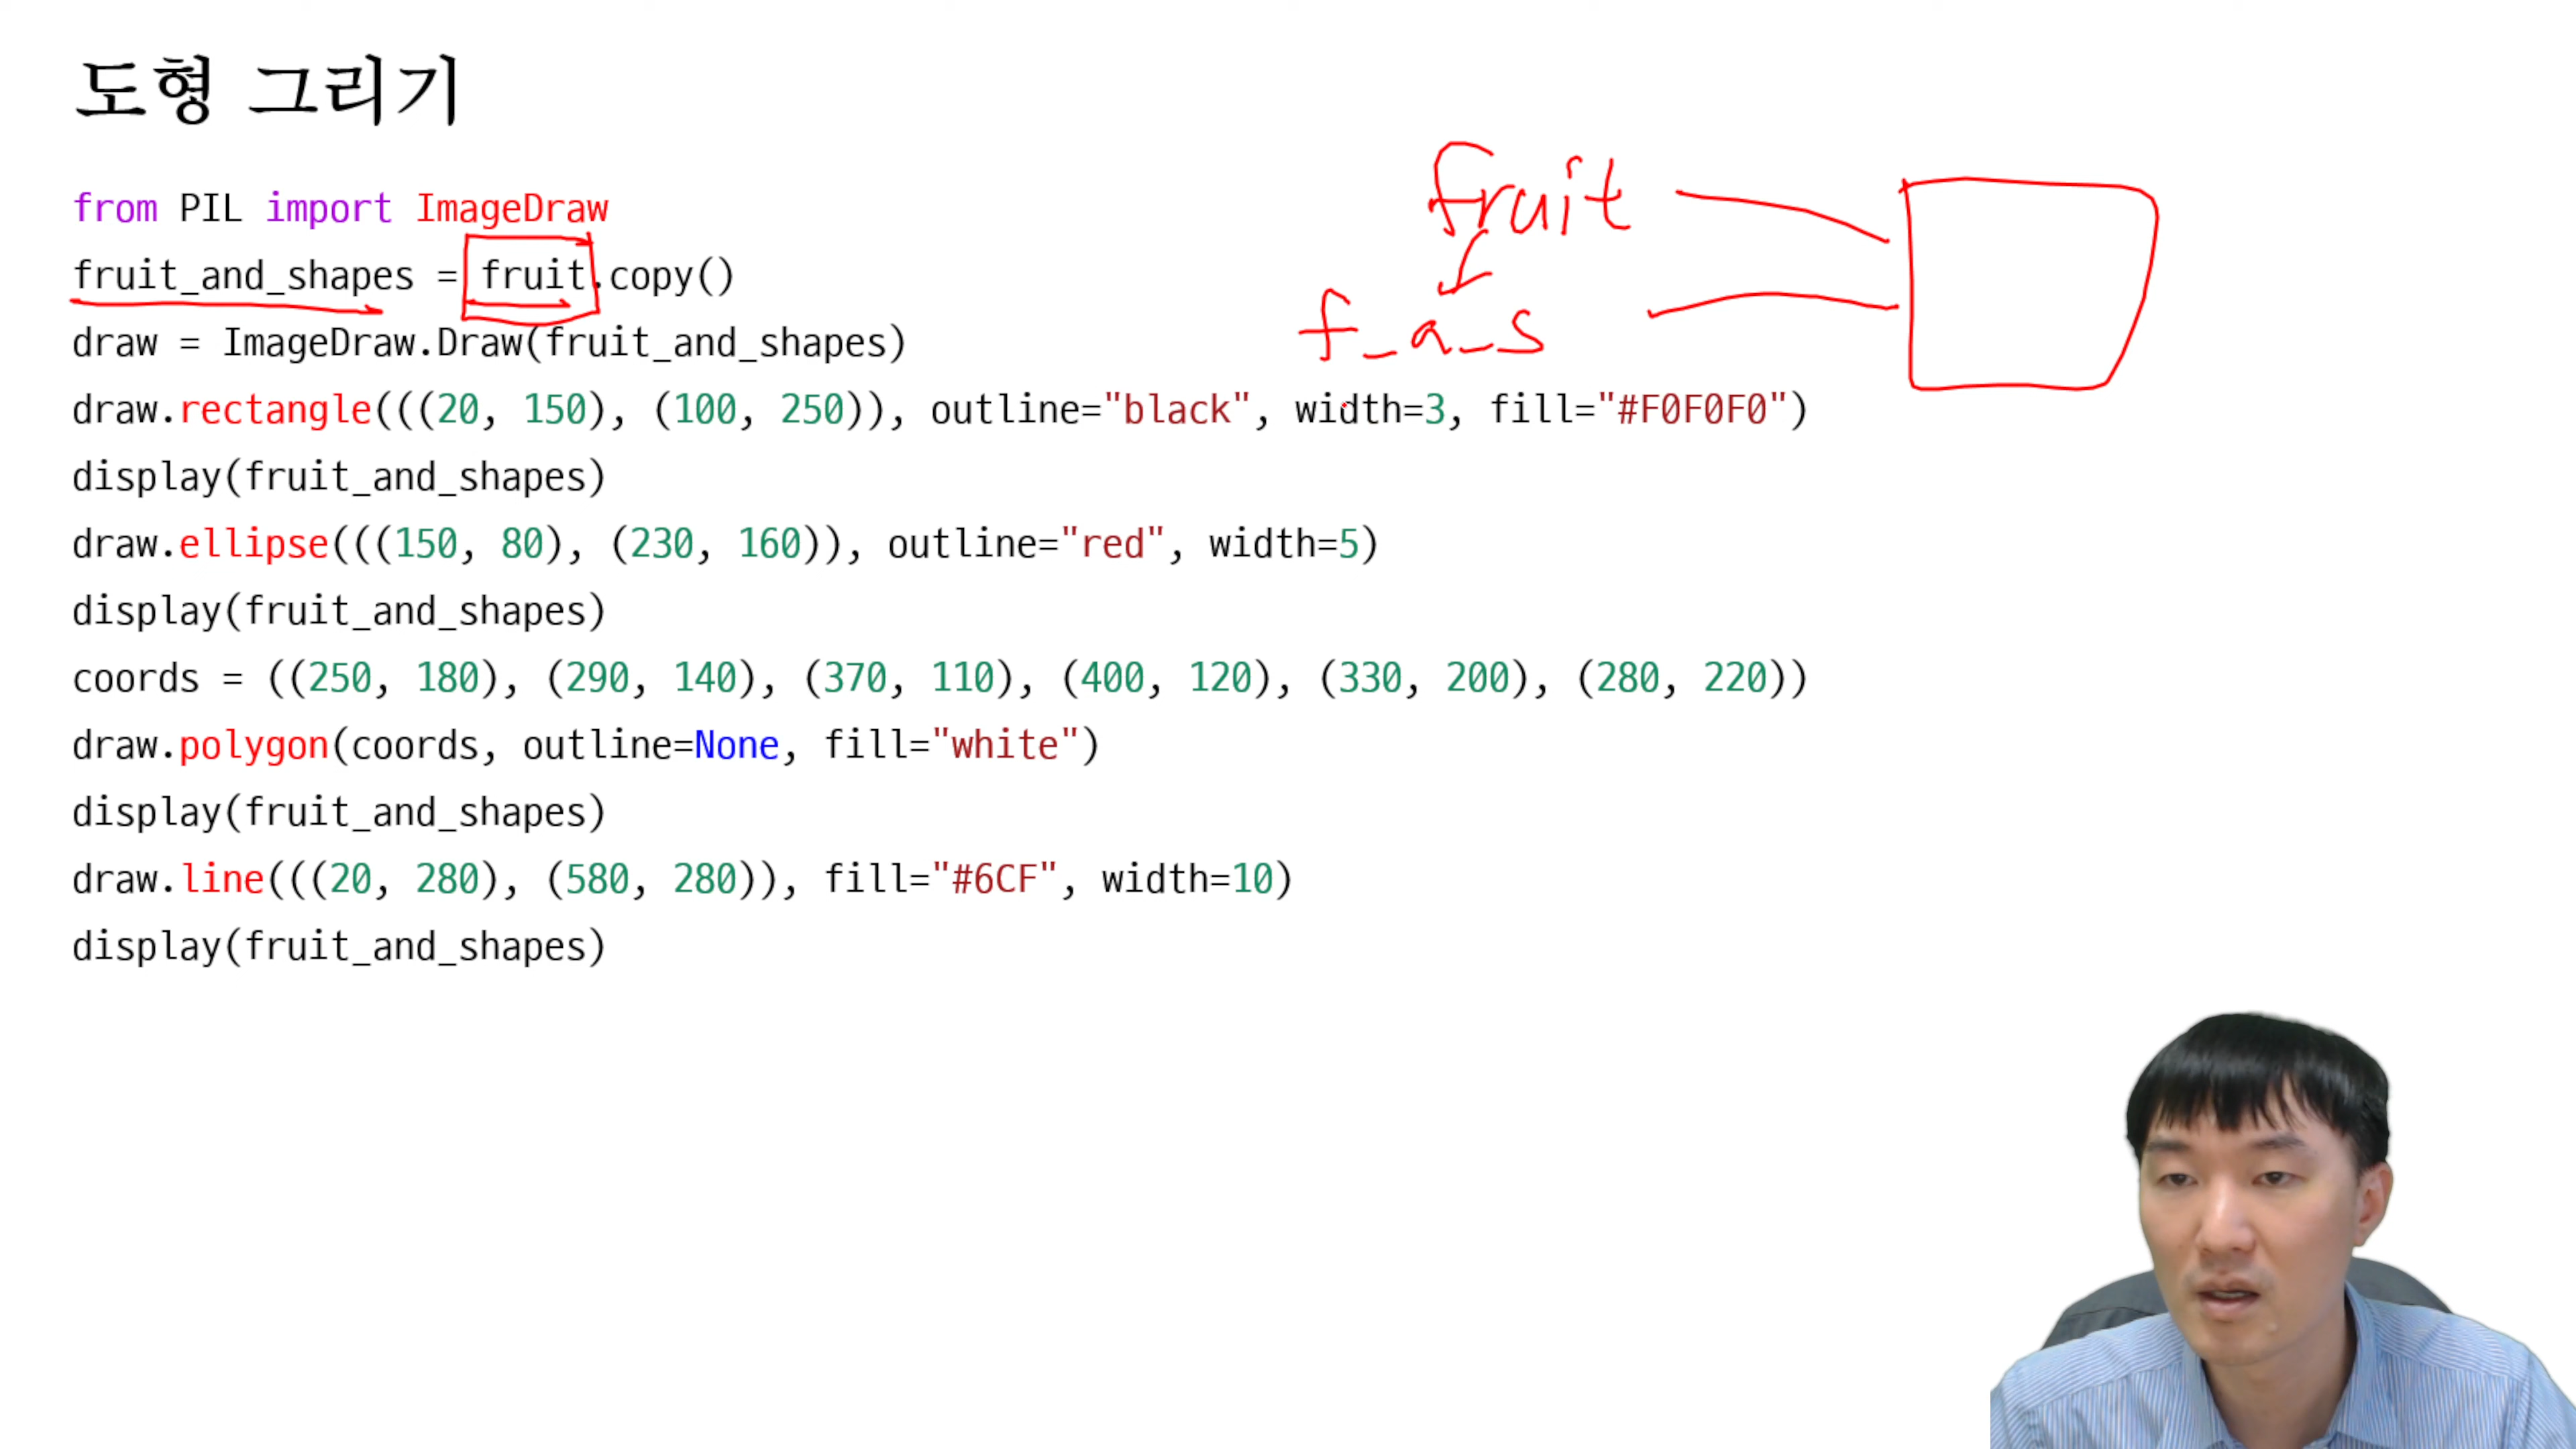 도형 그리기
from PIL import ImageDraw
fruit_and_shapes = fruit.copy()
draw = ImageDraw.Draw(fruit_and_shapes)
draw.rectangle(((20, 150), (100, 250)), outline="black", width=3, fill="#F0F0F0")
display(fruit_and_shapes)
draw.ellipse(((150, 80), (230, 160)), outline="red", width=5)
display(fruit_and_shapes)
coords = ((250, 180), (290, 140), (370, 110), (400, 120), (330, 200), (280, 220))
draw.polygon(coords, outline=None, fill="white")
display(fruit_and_shapes)
draw.line(((20, 280), (580, 280)), fill="#6CF", width=10)
display(fruit_and_shapes)
fruit
f_a_s